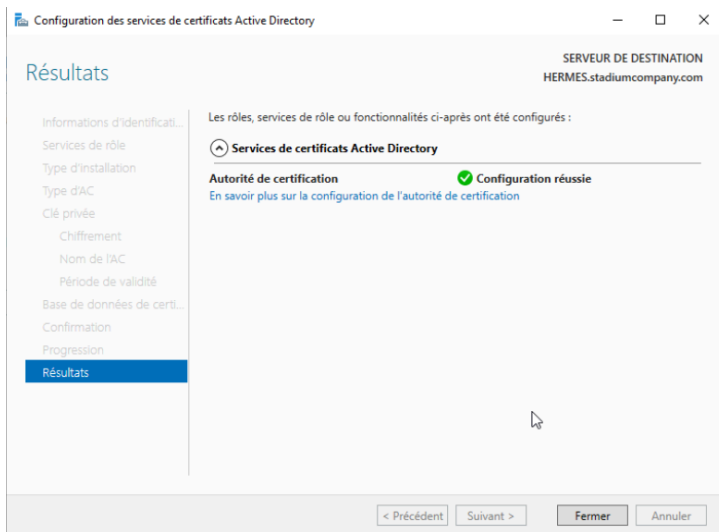 Configuration des services de certificats Active Directory
Résultats
SERVEUR DE DESTINATION
HERMES.stadiumcompany.com
Informations d'identificati...
Services de rôle
Type d'installation
Type d'AC
Clé privée
Chiffrement
Nom de l'AC
Période de validité
Base de données de certi...
Confirmation
Progression
Résultats
Les rôles, services de rôle ou fonctionnalités ci-après ont été configurés :
Services de certificats Active Directory
Autorité de certification Configuration réussie
En savoir plus sur la configuration de l'autorité de certification
< Précédent Suivant > Fermer Annuler